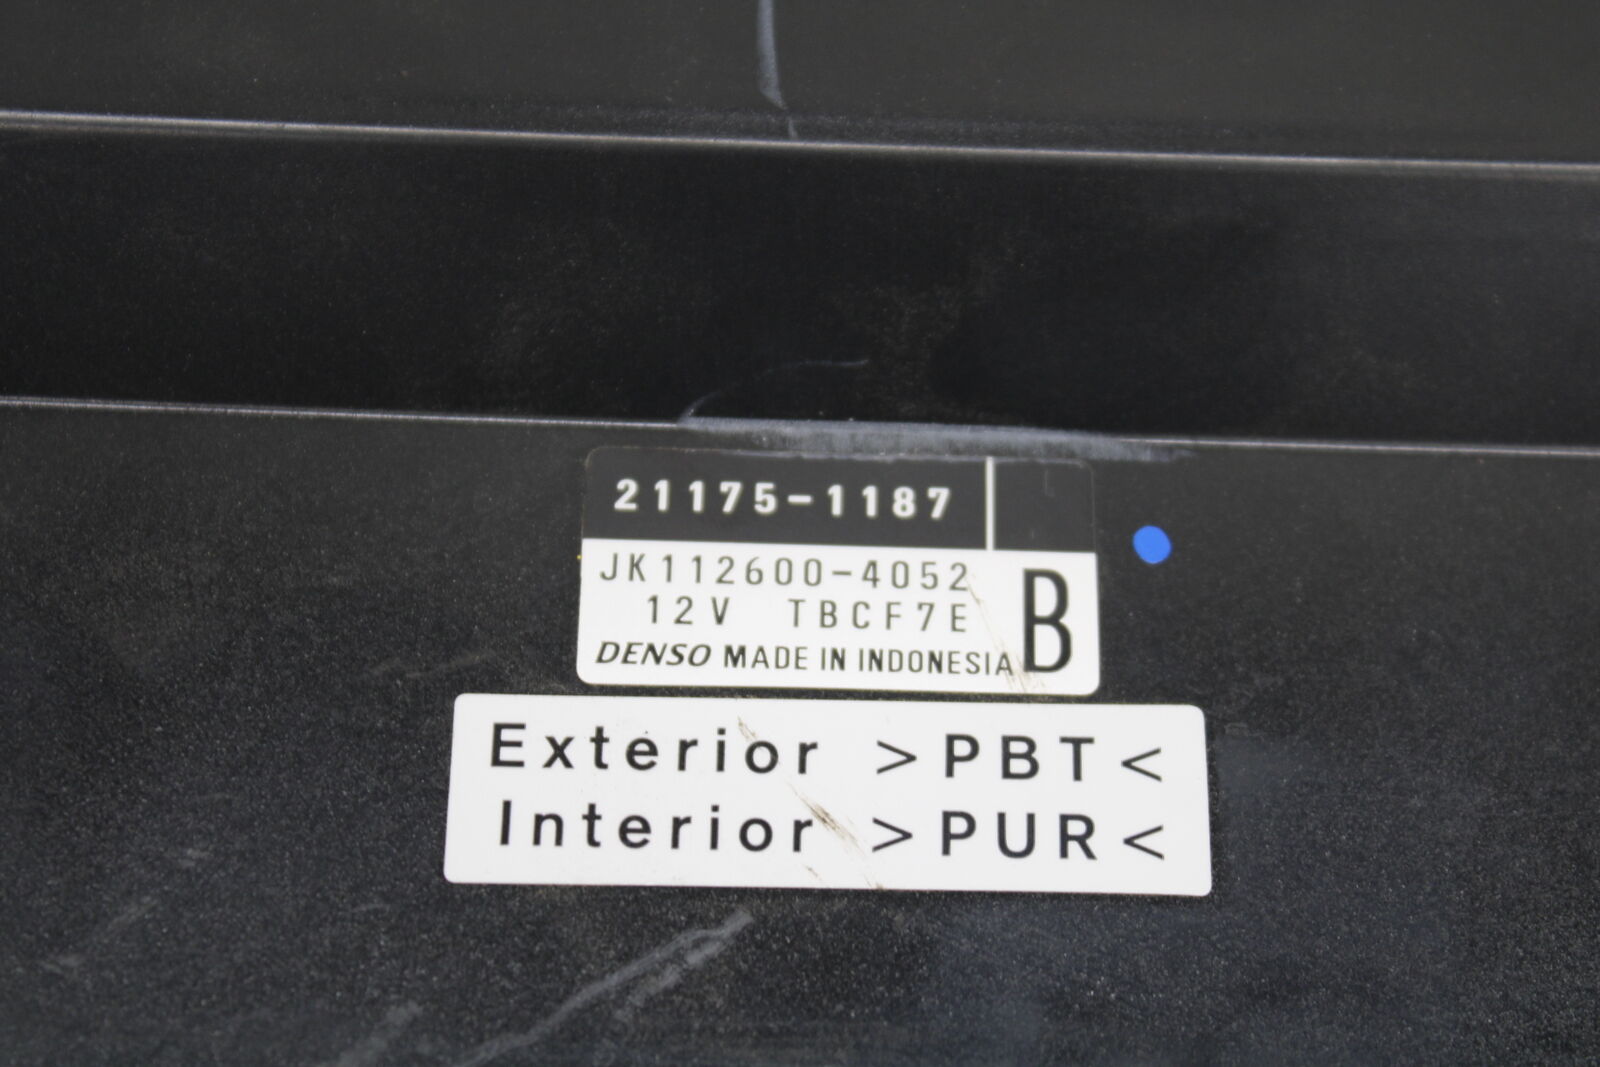 21175-1187
JK112600-4052
12V TBCF7E
B
DENSO MADE IN INDONESIA
Exterior >PBT<
Interior >PUR<